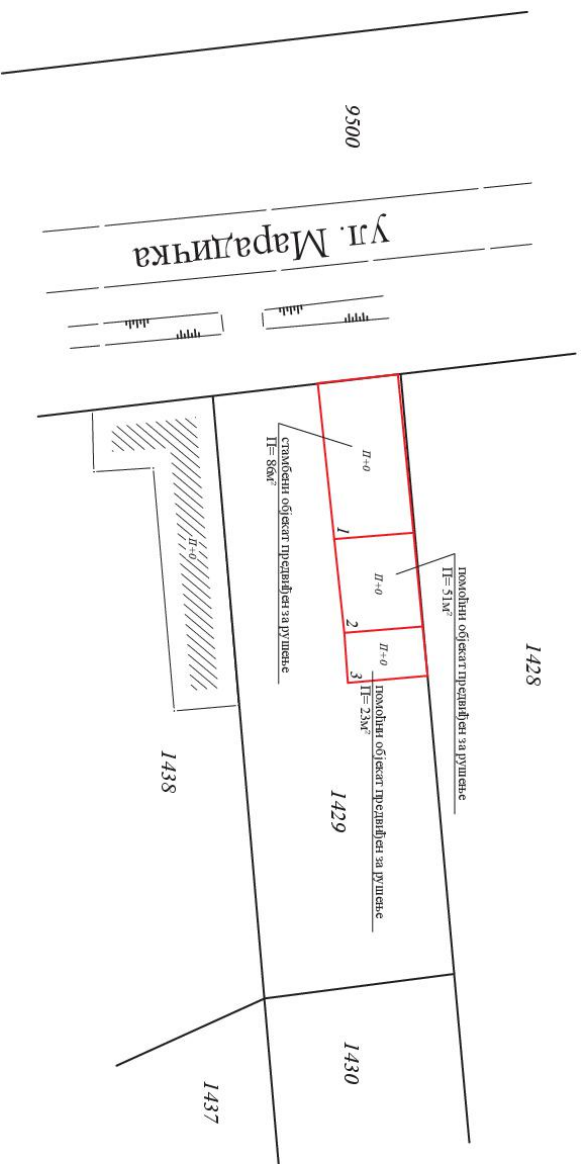 9500
ул. Марадичка
1428
помоћни објекат предвиђен за рушење
П= 51м²
П+0
1
П+0
2
П+0
3
помоћни објекат предвиђен за рушење
П= 23м²
стамбени објекат предвиђен за рушење
П= 86м²
1429
П+0
1438
1430
1437